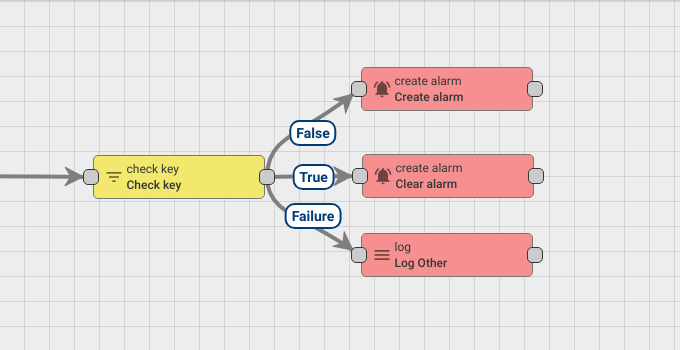 create alarm
Create alarm
False
check key
Check key
True
create alarm
Clear alarm
Failure
log
Log Other